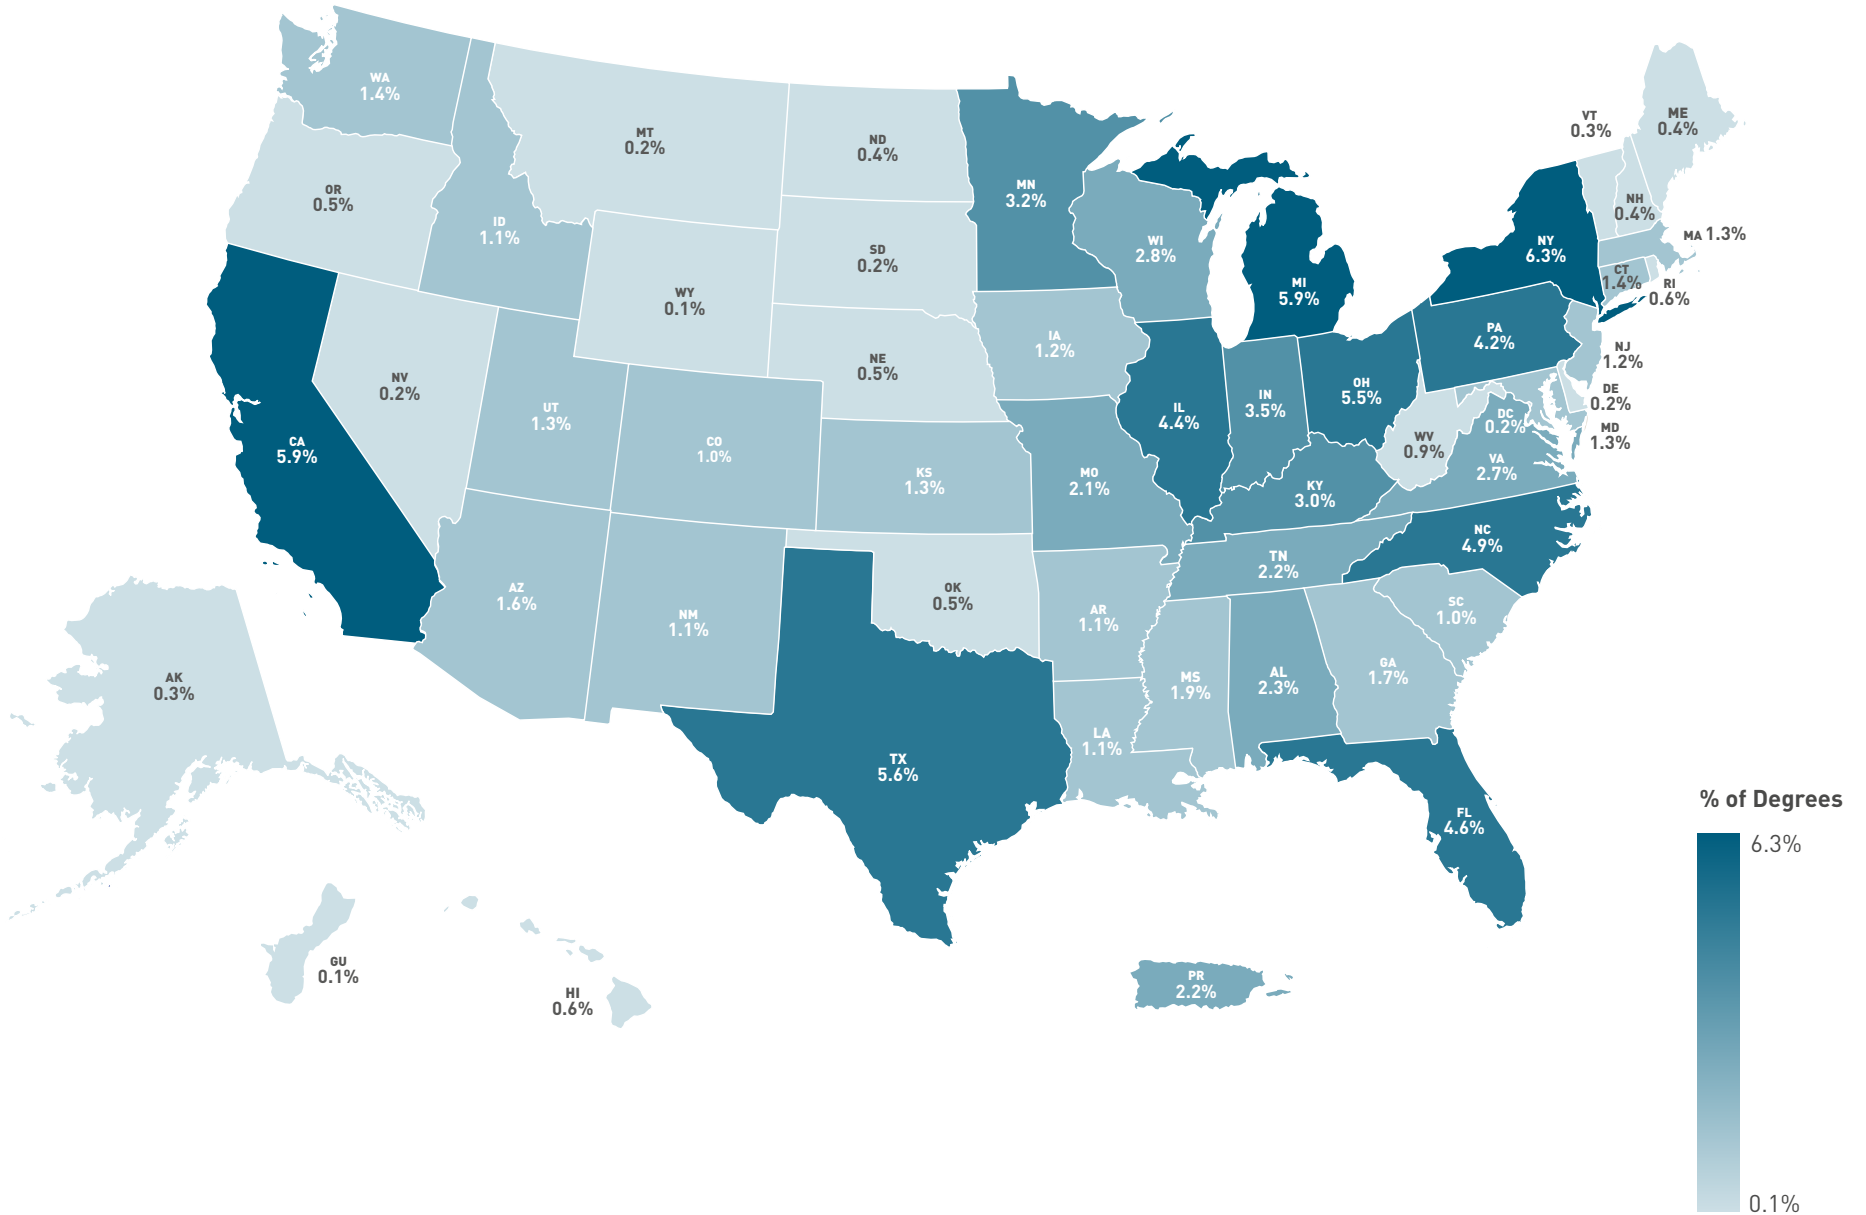 WA
1.4%
MT
0.2%
ND
0.4%
MN
3.2%
VT
0.3%
ME
0.4%
OR
0.5%
ID
1.1%
SD
0.2%
WI
2.8%
MI
5.9%
NY
6.3%
NH
0.4%
MA 1.3%
CT
1.4%
RI
0.6%
WY
0.1%
IA
1.2%
PA
4.2%
NJ
1.2%
NV
0.2%
NE
0.5%
UT
1.3%
CO
1.0%
IL
4.4%
IN
3.5%
OH
5.5%
DE
0.2%
DC
0.2%
MD
1.3%
WV
0.9%
VA
2.7%
CA
5.9%
KS
1.3%
MO
2.1%
KY
3.0%
NC
4.9%
TN
2.2%
AZ
1.6%
NM
1.1%
OK
0.5%
AR
1.1%
SC
1.0%
MS
1.9%
AL
2.3%
GA
1.7%
AK
0.3%
TX
5.6%
LA
1.1%
FL
4.6%
GU
0.1%
HI
0.6%
PR
2.2%
% of Degrees
6.3%
0.1%